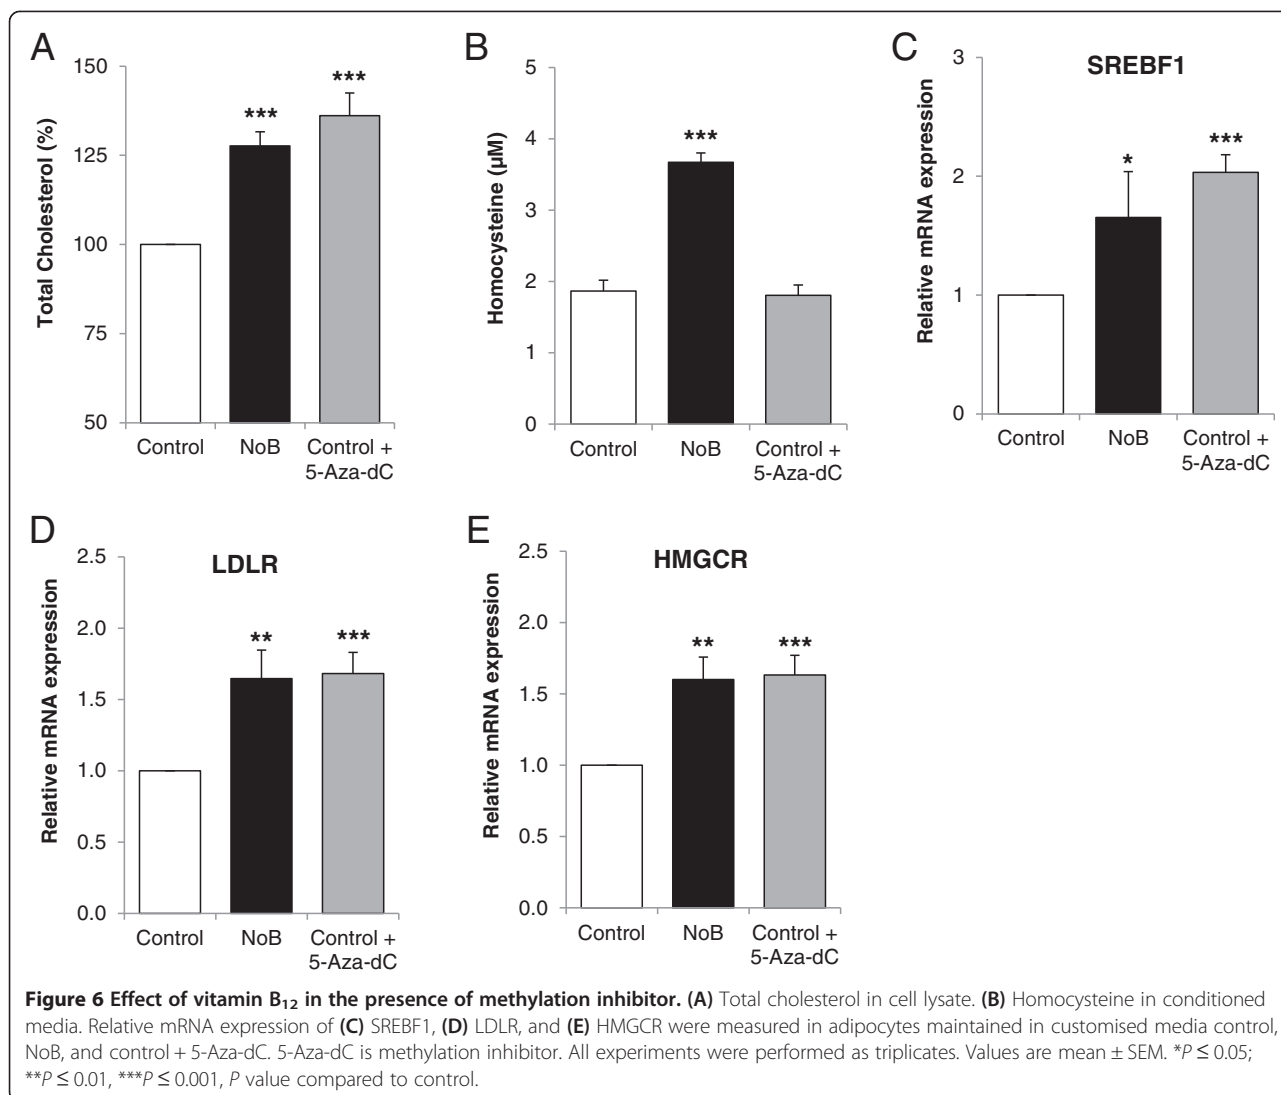 A
150
125
100
75
50
Total Cholesterol (%)
***
***
Control
NoB
Control +
5-Aza-dC
B
5
4
3
2
1
0
Homocysteine (µM)
***
Control
NoB
Control +
5-Aza-dC
C
SREBF1
3
2
1
0
Relative mRNA expression
*
***
Control
NoB
Control +
5-Aza-dC
D
LDLR
2.5
2.0
1.5
1.0
0.5
0.0
Relative mRNA expression
**
***
Control
NoB
Control +
5-Aza-dC
E
HMGCR
2.5
2.0
1.5
1.0
0.5
0.0
Relative mRNA expression
**
***
Control
NoB
Control +
5-Aza-dC
Figure 6 Effect of vitamin B₁₂ in the presence of methylation inhibitor. (A) Total cholesterol in cell lysate. (B) Homocysteine in conditioned
media. Relative mRNA expression of (C) SREBF1, (D) LDLR, and (E) HMGCR were measured in adipocytes maintained in customised media control,
NoB, and control + 5-Aza-dC. 5-Aza-dC is methylation inhibitor. All experiments were performed as triplicates. Values are mean ± SEM. *P ≤ 0.05;
**P ≤ 0.01, ***P ≤ 0.001, P value compared to control.